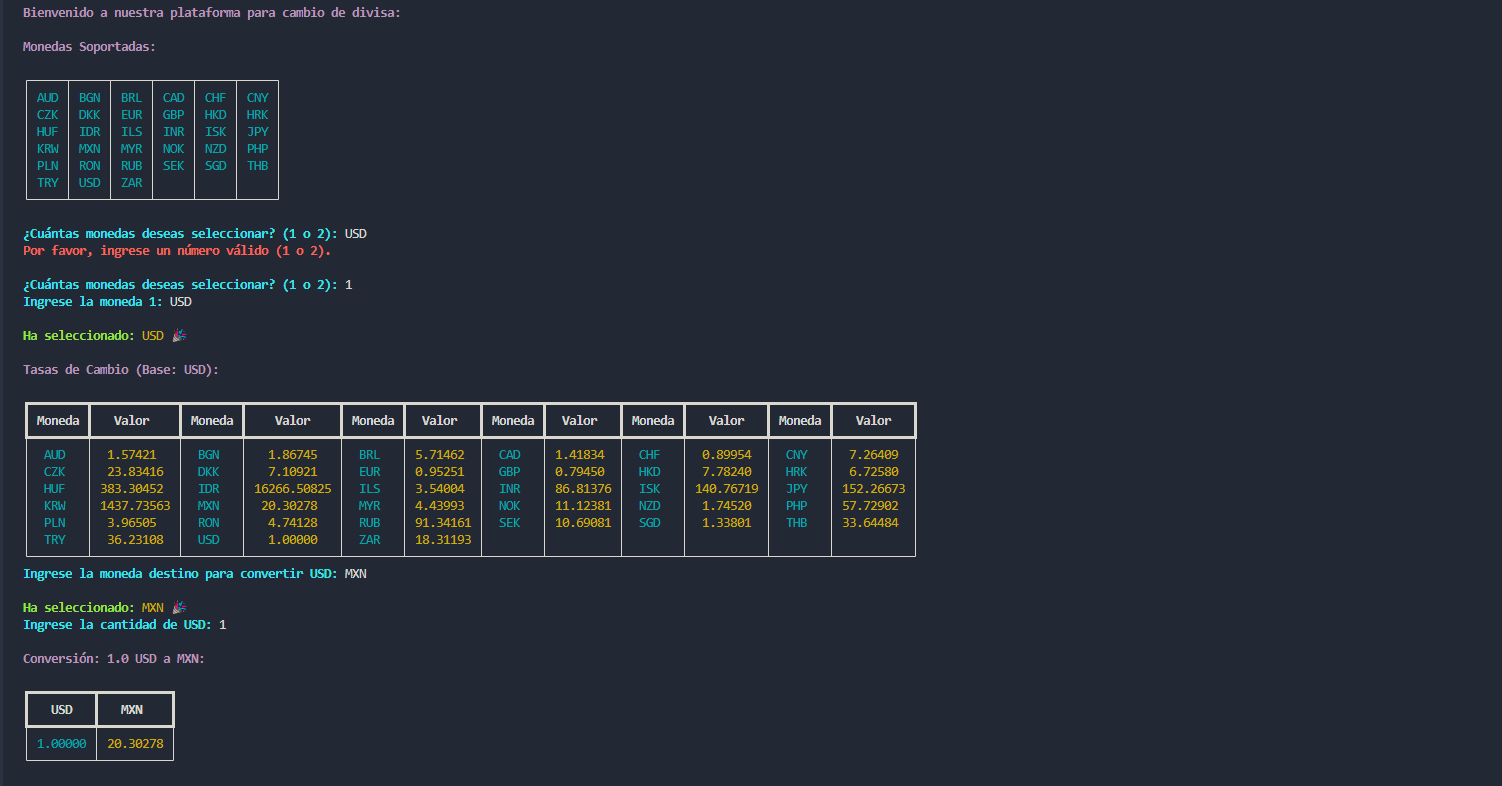 Bienvenido a nuestra plataforma para cambio de divisa:
Monedas Soportadas:
AUD BGN BRL CAD CHF CNY
CZK DKK EUR GBP HKD HRK
HUF IDR ILS INR ISK JPY
KRW MXN MYR NOK NZD PHP
PLN RON RUB SEK SGD THB
TRY USD ZAR
¿Cuántas monedas deseas seleccionar? (1 o 2): USD
Por favor, ingrese un número válido (1 o 2).
¿Cuántas monedas deseas seleccionar? (1 o 2): 1
Ingrese la moneda 1: USD
Ha seleccionado: USD 🎉
Tasas de Cambio (Base: USD):
Moneda Valor Moneda Valor Moneda Valor Moneda Valor Moneda Valor Moneda Valor
AUD 1.57421 BGN 1.86745 BRL 5.71462 CAD 1.41834 CHF 0.89954 CNY 7.26409
CZK 23.83416 DKK 7.10921 EUR 0.95251 GBP 0.79450 HKD 7.78240 HRK 6.72580
HUF 383.30452 IDR 16266.50825 ILS 3.54004 INR 86.81376 ISK 140.76719 JPY 152.26673
KRW 1437.73563 MXN 20.30278 MYR 4.43993 NOK 11.12381 NZD 1.74520 PHP 57.72902
PLN 3.96505 RON 4.74128 RUB 91.34161 SEK 10.69081 SGD 1.33801 THB 33.64484
TRY 36.23108 USD 1.00000 ZAR 18.31193
Ingrese la moneda destino para convertir USD: MXN
Ha seleccionado: MXN 🎉
Ingrese la cantidad de USD: 1
Conversión: 1.0 USD a MXN:
USD MXN
1.00000 20.30278